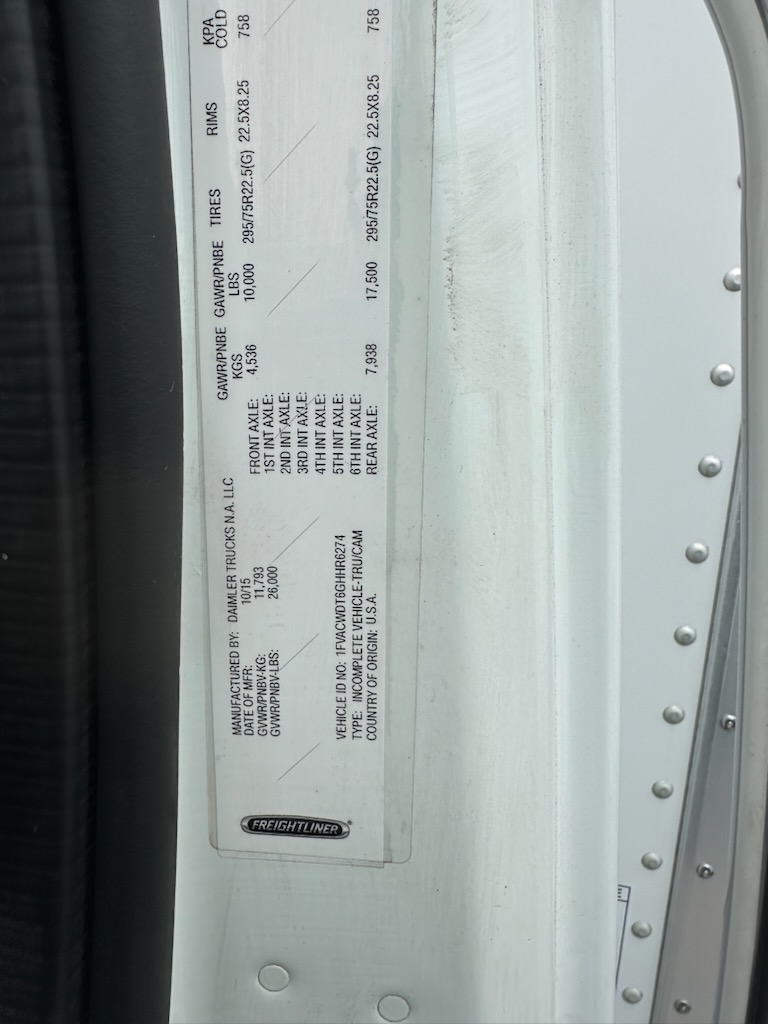 FREIGHTLINER
MANUFACTURED BY: DAIMLER TRUCKS N.A. LLC
DATE OF MFR: 10/15
GVWR/PNBV-KG: 11,793
GVWR/PNBV-LBS: 26,000
VEHICLE ID NO: 1FVACWDT6GHHR6274
TYPE: INCOMPLETE VEHICLE-TRU/CAM
COUNTRY OF ORIGIN: U.S.A.
GAWR/PNBE GAWR/PNBE TIRES RIMS KPA
KGS LBS COLD
FRONT AXLE: 4,536 10,000 295/75R22.5(G) 22.5X8.25 758
1ST INT AXLE:
2ND INT AXLE:
3RD INT AXLE:
4TH INT AXLE:
5TH INT AXLE:
6TH INT AXLE:
REAR AXLE: 7,938 17,500 295/75R22.5(G) 22.5X8.25 758